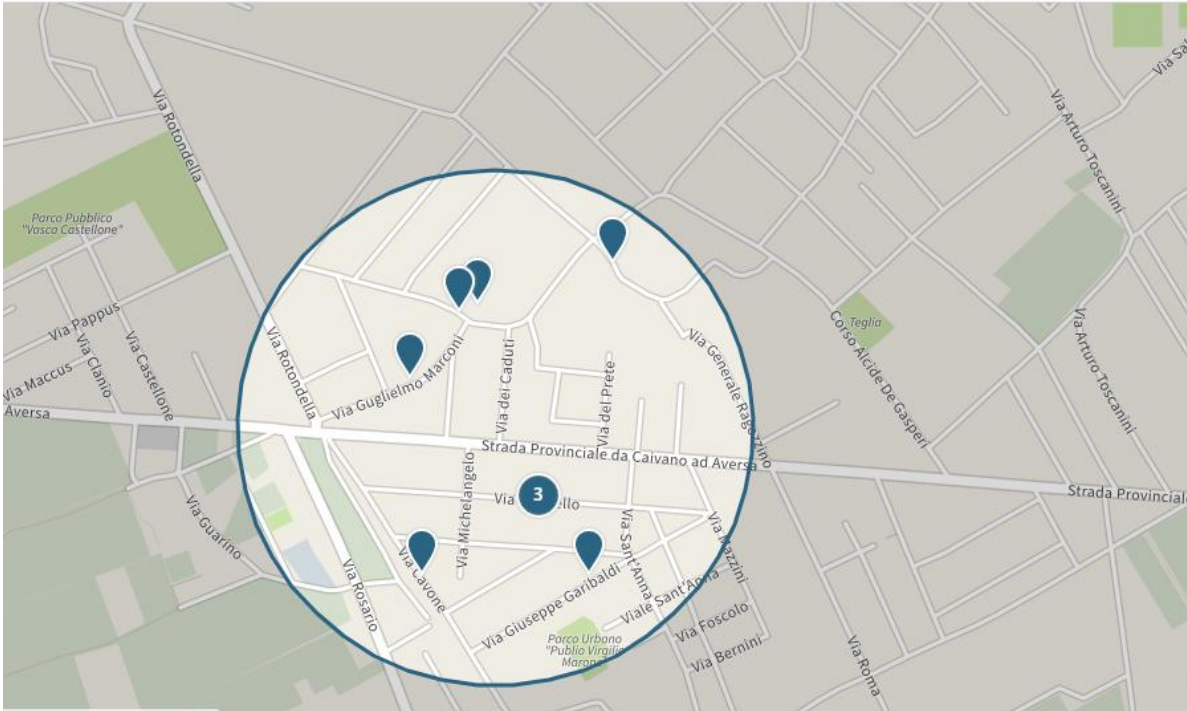 Via Sa
Via Rotondella
Via Arturo Toscanini
Parco Pubblico
"Vasca Castellone"
Via Pappus
Via Maccus
Via Clanio
Via Castellone
Via Rotondella
Via Guglielmo Marconi
Via dei Caduti
Via del Prete
Via Generale Ragozzino
Teglia
Corso Alcide De Gasperi
Via Arturo Toscanini
Aversa
Strada Provinciale da Caivano ad Aversa
Strada Provinciale
Via Michelangelo
Via
3
ello
Via Sant'Anna
Via Mazzini
Via Guarino
Via Cavone
Via Rosario
Via Giuseppe Garibaldi
Viale Sant'Anna
Via Foscolo
Via Bernini
Parco Urbano
"Publio Virgilio
Marone"
Via Roma